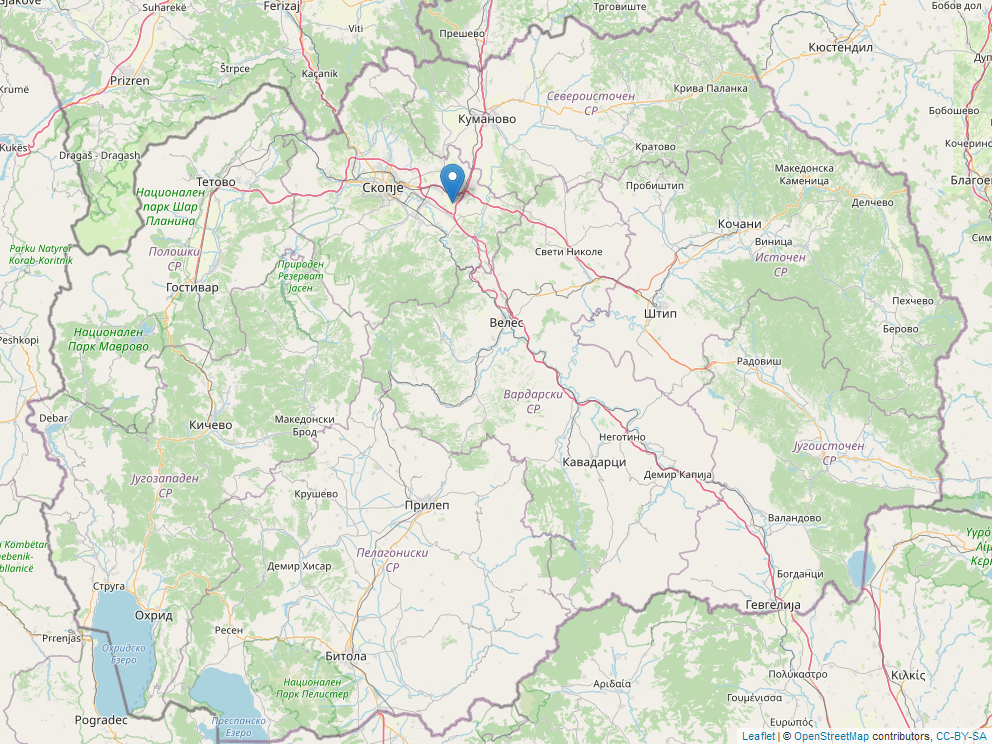 Gjakovë
Suharekë
Ferizaj
Трговиште
Бобов дол
Viti
Прешево
Кюстендил
Prizren
Štrpce
Kaçanik
Krumë
Крива Паланка
Североисточен
СР
Бобошево
Куманово
Kukës
Dragaš - Dragash
Кратово
Кочерино
Македонска
Каменица
Тетово
Скопје
Пробиштип
Национален
парк Шар
Планина
Делчево
Кочани
Виница
Parku Natyror
Korab-Koritnik
Полошки
СР
Свети Николе
Источен
СР
Природен
Резерват
Јасен
Гостивар
Пехчево
Штип
Велес
Берово
Национален
Парк Маврово
Peshkopi
Радовиш
Вардарски
СР
Debar
Кичево
Македонски
Брод
Неготино
Југоисточен
СР
Кавадарци
Демир Капија
Југозападен
СР
Крушево
Прилеп
Валандово
Пелагониски
СР
Демир Хисар
Богданци
Струга
Охрид
Гевгелија
Ресен
Prrenjas
Охридско
Езеро
Битола
Πολύκαστρο
Κιλκίς
Αριδαία
Национален
Парк Пелистер
Γουμένισσα
Pogradec
Преспанско
Езеро
Ευρωπός
Leaflet | © OpenStreetMap contributors, CC-BY-SA